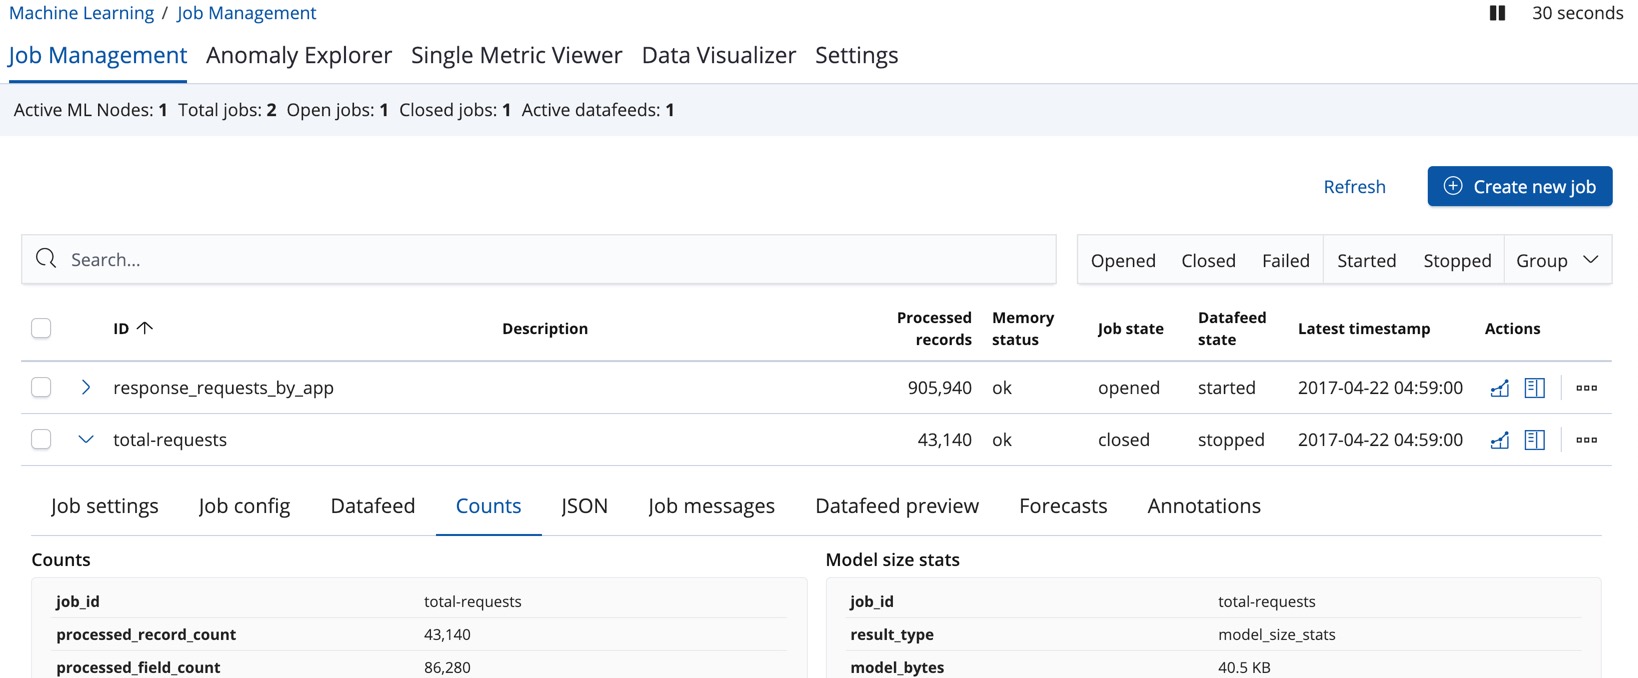 Machine Learning / Job Management
30 seconds
Job Management Anomaly Explorer Single Metric Viewer Data Visualizer Settings
Active ML Nodes: 1 Total jobs: 2 Open jobs: 1 Closed jobs: 1 Active datafeeds: 1
Refresh Create new job
Search... Opened Closed Failed Started Stopped Group
ID Description Processed records Memory status Job state Datafeed state Latest timestamp Actions
response_requests_by_app 905,940 ok opened started 2017-04-22 04:59:00
total-requests 43,140 ok closed stopped 2017-04-22 04:59:00
Job settings Job config Datafeed Counts JSON Job messages Datafeed preview Forecasts Annotations
Counts
job_id total-requests
processed_record_count 43,140
processed_field_count 86,280
Model size stats
job_id total-requests
result_type model_size_stats
model_bytes 40.5 KB